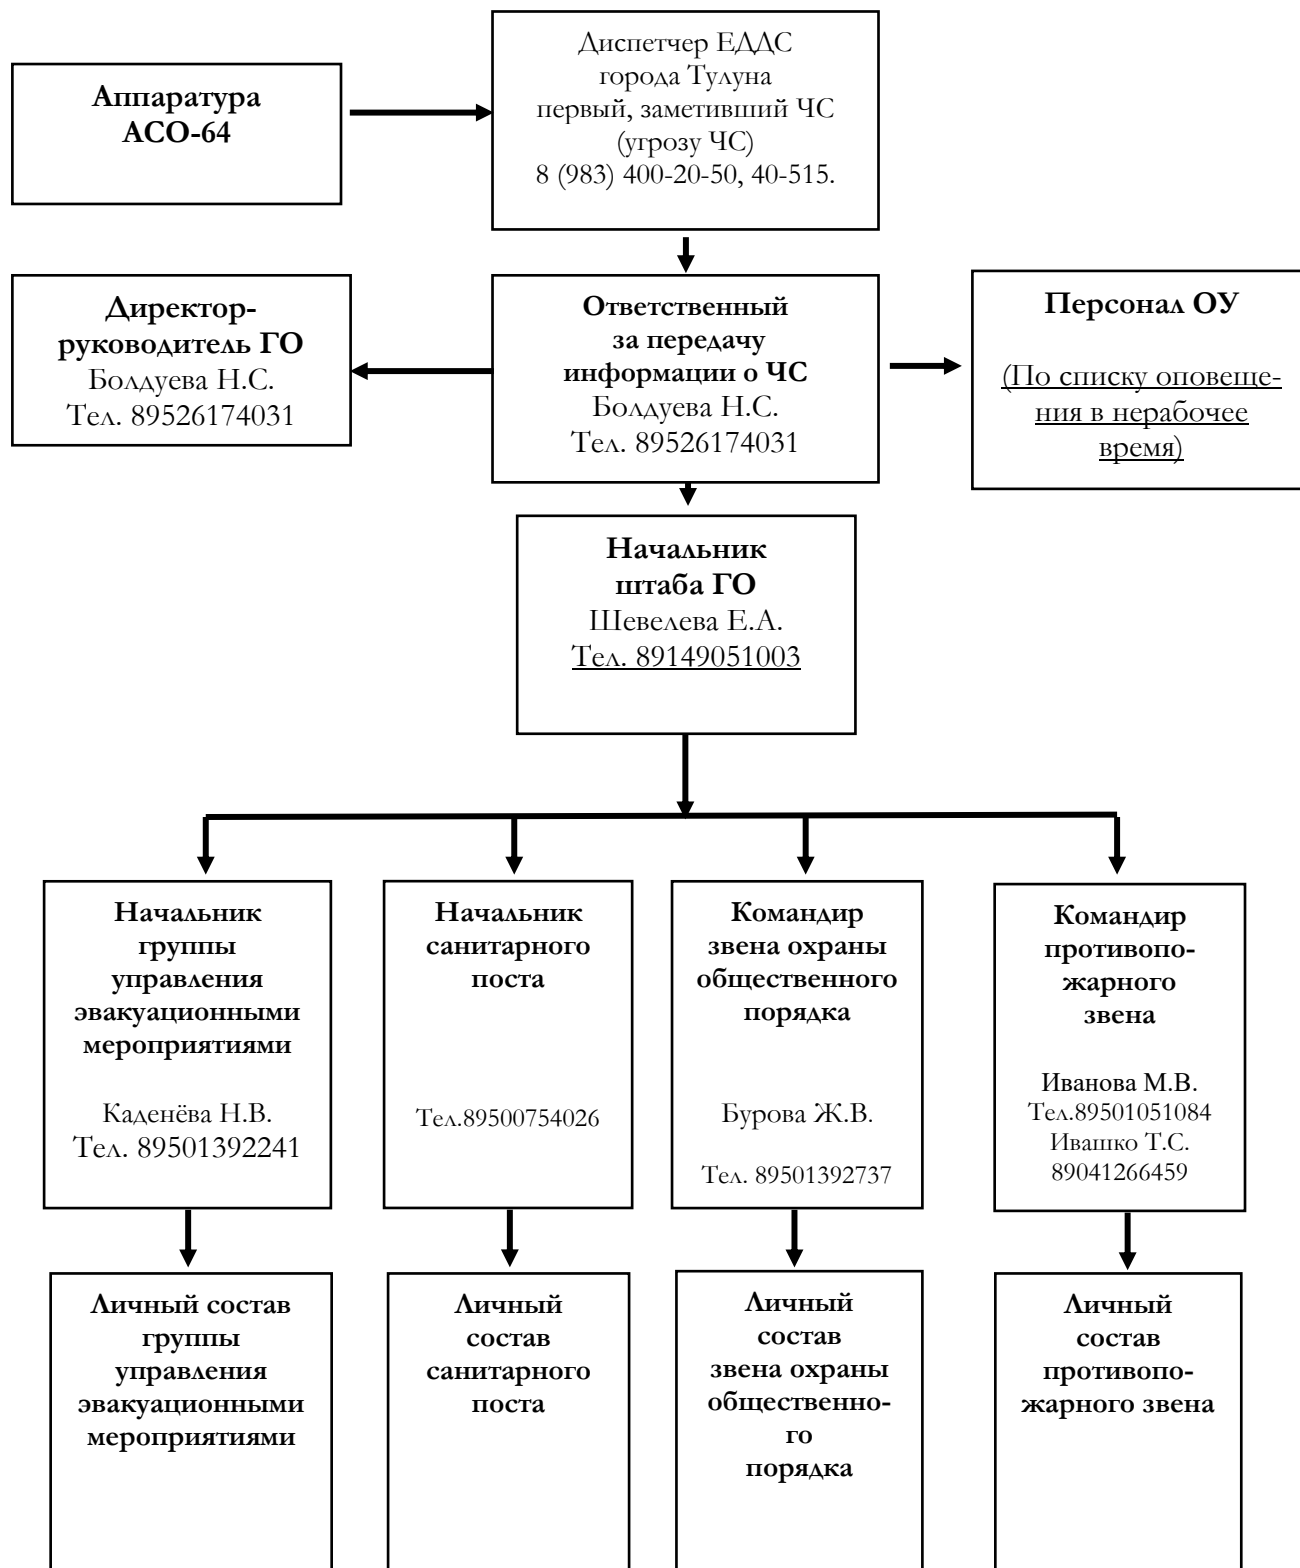 Аппаратура
АСО-64
Диспетчер ЕДДС
города Тулуна
первый, заметивший ЧС
(угрозу ЧС)
8 (983) 400-20-50, 40-515.
Директор-
руководитель ГО
Болдуева Н.С.
Тел. 89526174031
Ответственный
за передачу
информации о ЧС
Болдуева Н.С.
Тел. 89526174031
Персонал ОУ
(По списку оповеще-
ния в нерабочее
время)
Начальник
штаба ГО
Шевелева Е.А.
Тел. 89149051003
Начальник
группы
управления
эвакуационными
мероприятиями
Каденёва Н.В.
Тел. 89501392241
Начальник
санитарного
поста
Тел.89500754026
Командир
звена охраны
общественного
порядка
Бурова Ж.В.
Тел. 89501392737
Командир
противопо-
жарного
звена
Иванова М.В.
Тел.89501051084
Ивашко Т.С.
89041266459
Личный состав
группы
управления
эвакуационными
мероприятиями
Личный
состав
санитарного
поста
Личный
состав
звена охраны
общественно-
го
порядка
Личный
состав
противопо-
жарного звена